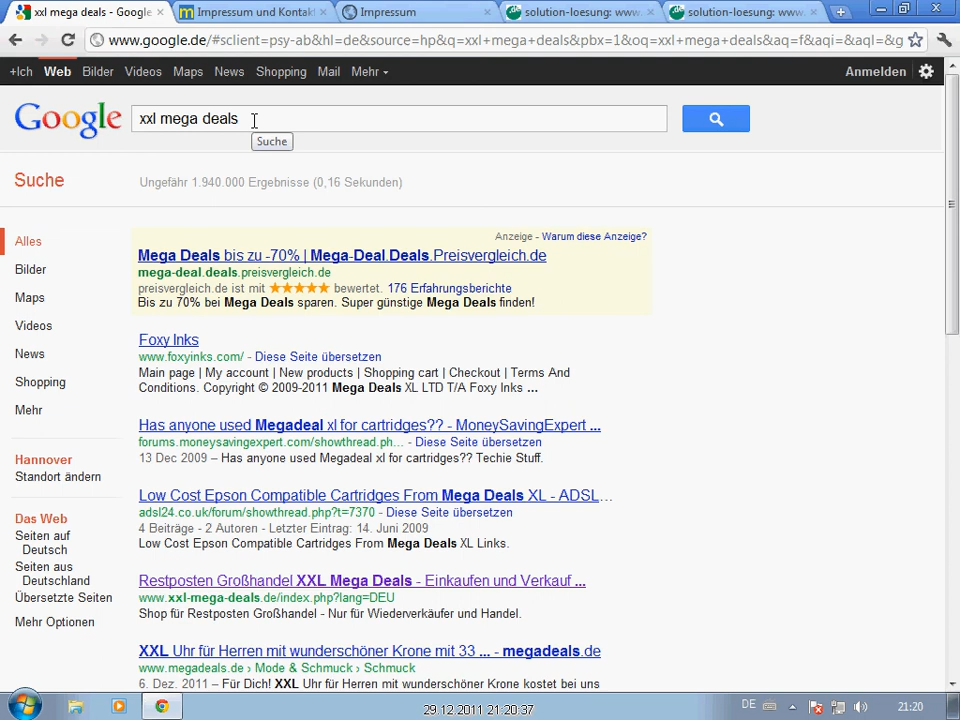 xxl mega deals - Google
Impressum und Kontak
Impressum
solution-loesung: www.
solution-loesung: www.
www.google.de/#sclient=psy-ab&hl=de&source=hp&q=xxl+mega+deals&pbx=1&oq=xxl+mega+deals&aq=f&aqi=&aql=&g
+Ich Web Bilder Videos Maps News Shopping Mail Mehr Anmelden
Google
xxl mega deals
Suche
Suche
Ungefähr 1.940.000 Ergebnisse (0,16 Sekunden)
Alles
Bilder
Maps
Videos
News
Shopping
Mehr
Hannover
Standort ändern
Das Web
Seiten auf
Deutsch
Seiten aus
Deutschland
Übersetzte Seiten
Mehr Optionen
Anzeige - Warum diese Anzeige?
Mega Deals bis zu -70% | Mega-Deal.Deals.Preisvergleich.de
mega-deal.deals.preisvergleich.de
preisvergleich.de ist mit ★★★★★ bewertet. 176 Erfahrungsberichte
Bis zu 70% bei Mega Deals sparen. Super günstige Mega Deals finden!
Foxy Inks
www.foxyinks.com/ - Diese Seite übersetzen
Main page | My account | New products | Shopping cart | Checkout | Terms And
Conditions. Copyright © 2009-2011 Mega Deals XL LTD T/A Foxy Inks ...
Has anyone used Megadeal xl for cartridges?? - MoneySavingExpert ...
forums.moneysavingexpert.com/showthread.ph... - Diese Seite übersetzen
13 Dec 2009 – Has anyone used Megadeal xl for cartridges?? Techie Stuff.
Low Cost Epson Compatible Cartridges From Mega Deals XL - ADSL...
adsl24.co.uk/forum/showthread.php?t=7370 - Diese Seite übersetzen
4 Beiträge - 2 Autoren - Letzter Eintrag: 14. Juni 2009
Low Cost Epson Compatible Cartridges From Mega Deals XL Links.
Restposten Großhandel XXL Mega Deals - Einkaufen und Verkauf ...
www.xxl-mega-deals.de/index.php?lang=DEU
Shop für Restposten Großhandel - Nur für Wiederverkäufer und Handel.
XXL Uhr für Herren mit wunderschöner Krone mit 33 ... - megadeals.de
www.megadeals.de › Mode & Schmuck › Schmuck
6. Dez. 2011 – Für Dich! XXL Uhr für Herren mit wunderschöner Krone kostet bei uns
29.12.2011 21:20:37
DE
21:20